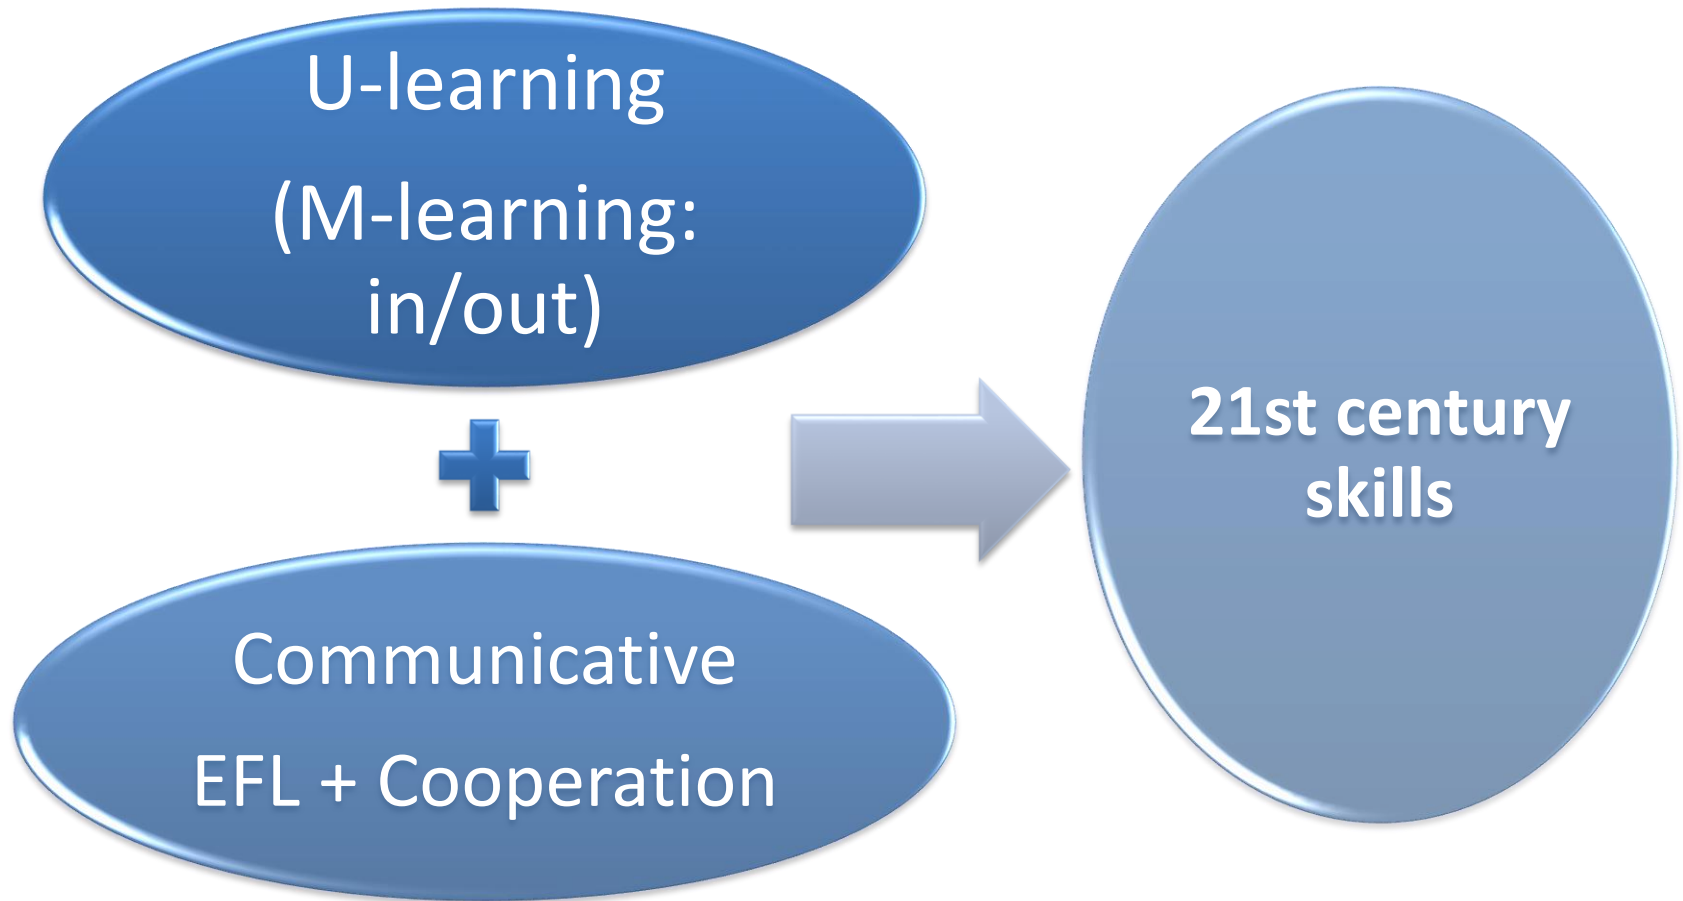 U-learning
(M-learning:
in/out)
Communicative
EFL + Cooperation
21st century
skills